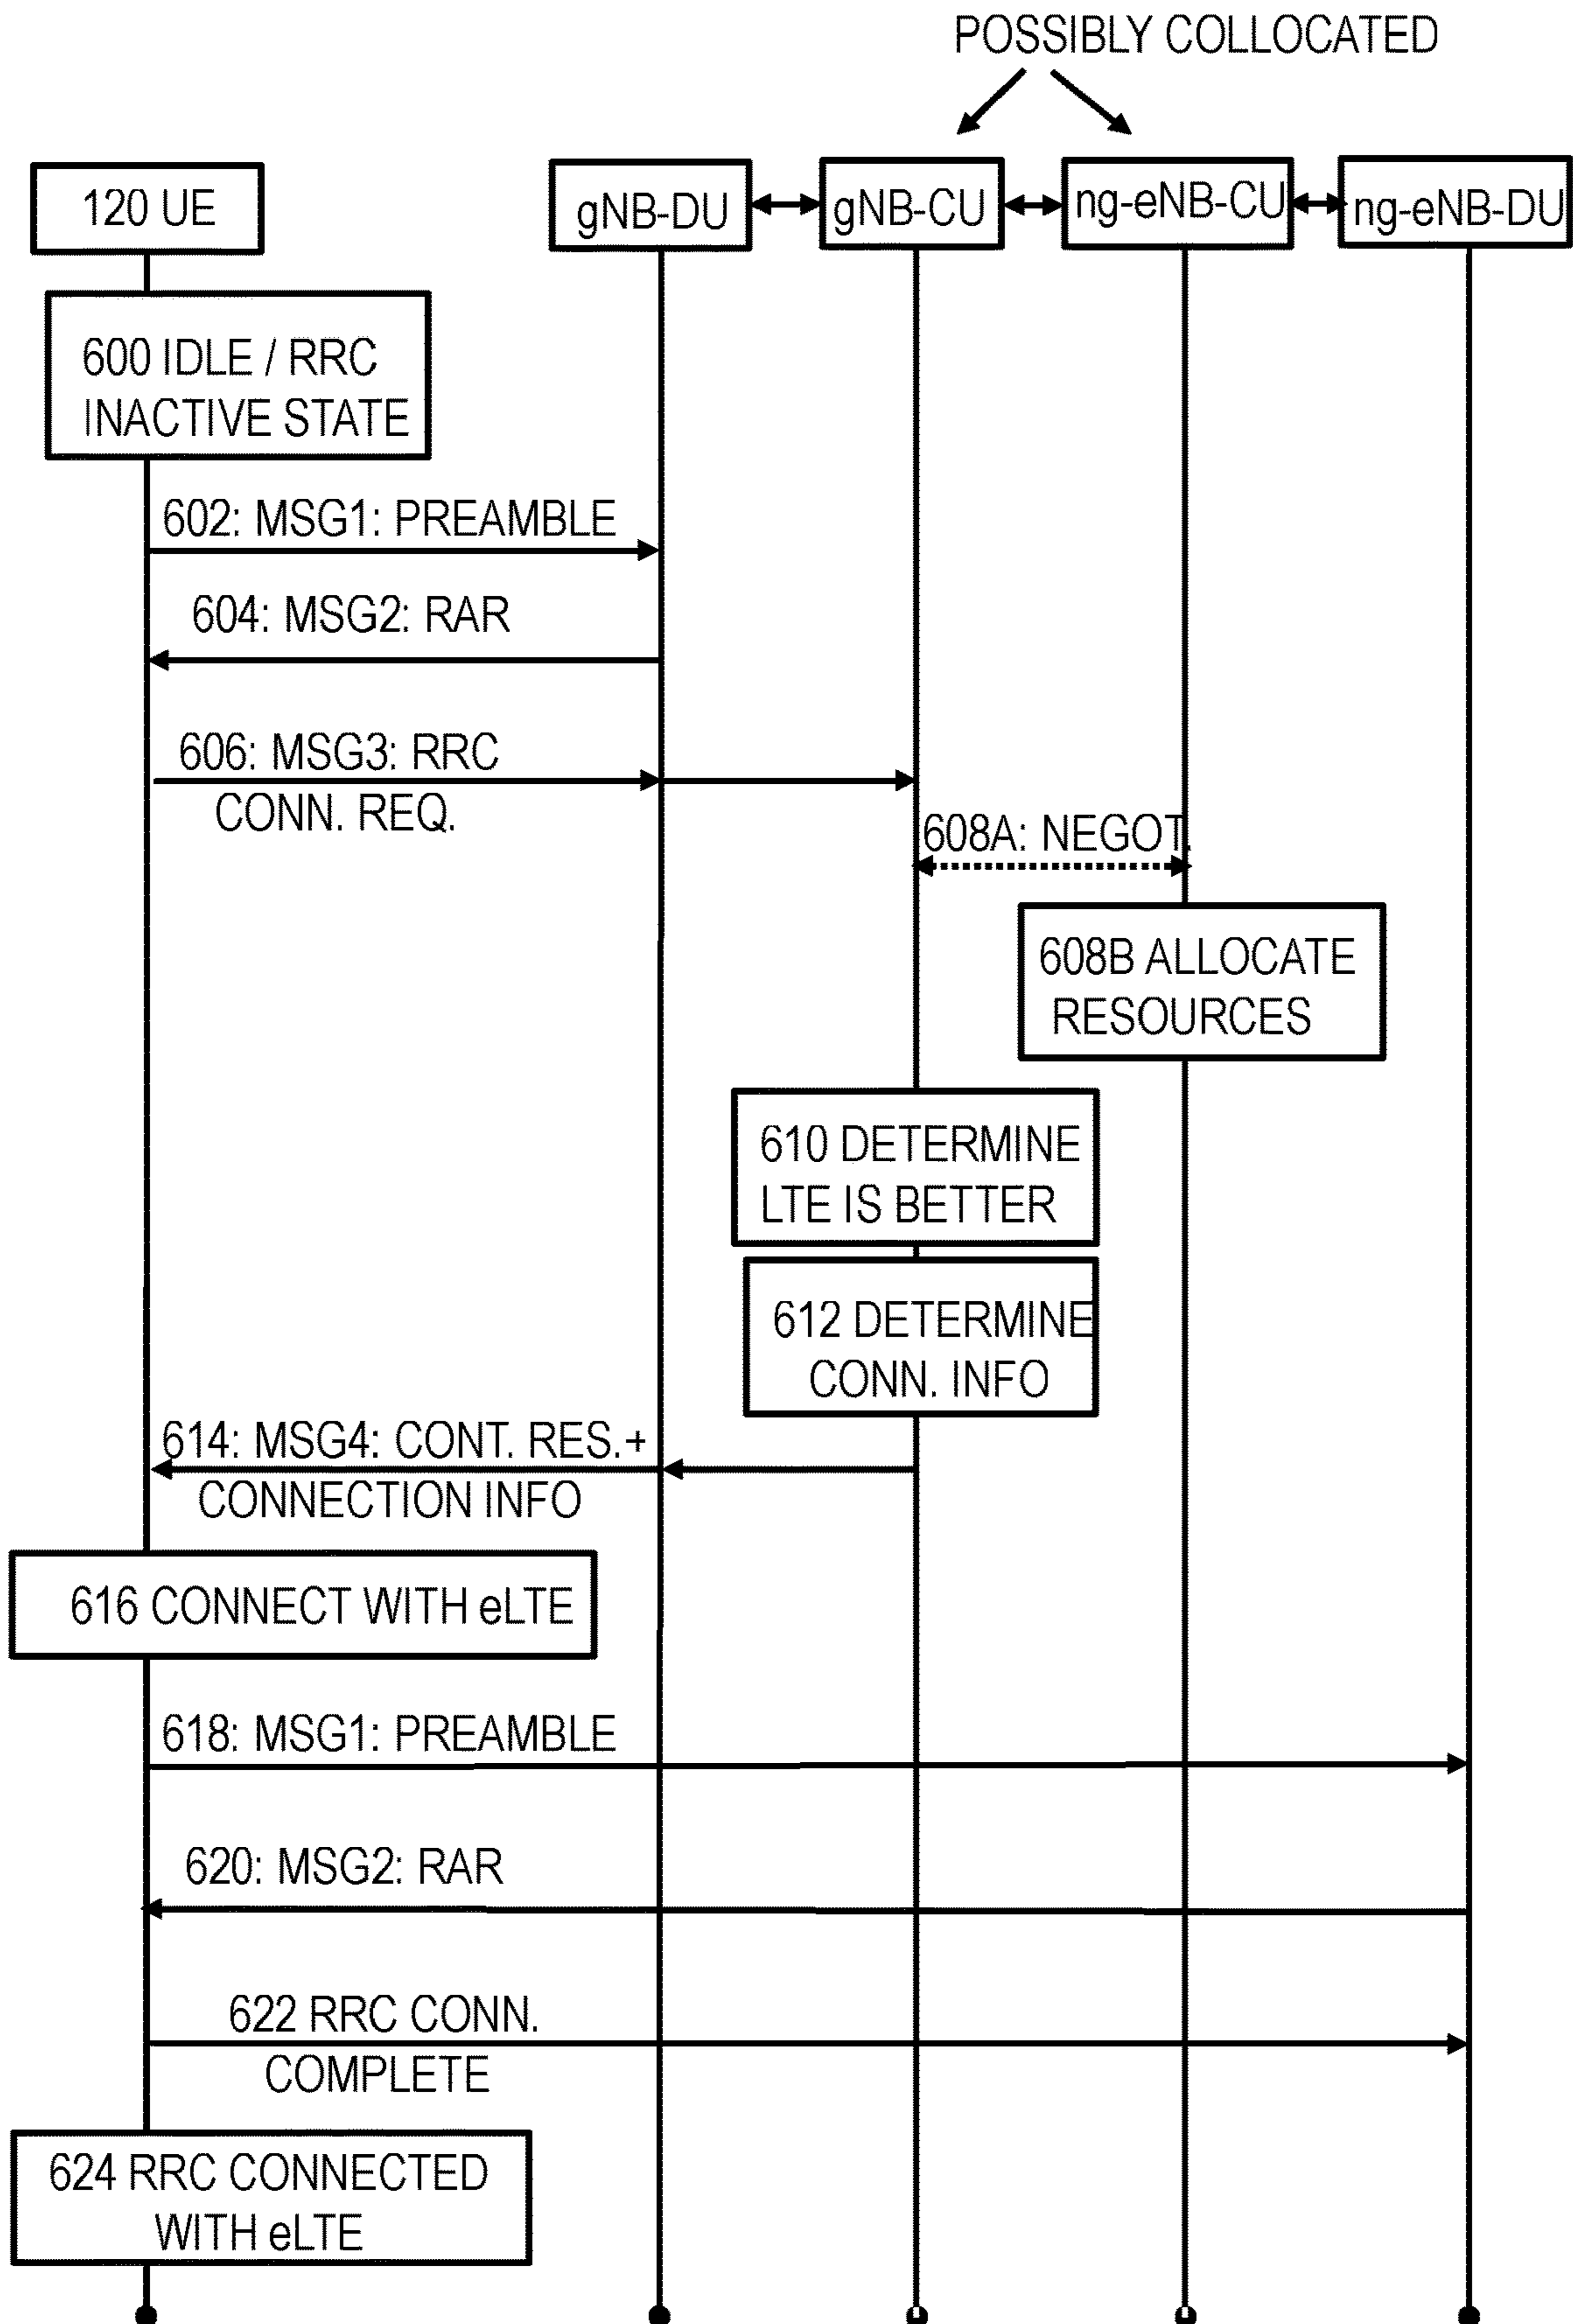 POSSIBLY COLLOCATED
120 UE
gNB-DU
gNB-CU
ng-eNB-CU
ng-eNB-DU
600 IDLE / RRC
INACTIVE STATE
602: MSG1: PREAMBLE
604: MSG2: RAR
606: MSG3: RRC
CONN. REQ.
608A: NEGOT.
608B ALLOCATE
RESOURCES
610 DETERMINE
LTE IS BETTER
612 DETERMINE
CONN. INFO
614: MSG4: CONT. RES.+
CONNECTION INFO
616 CONNECT WITH eLTE
618: MSG1: PREAMBLE
620: MSG2: RAR
622 RRC CONN.
COMPLETE
624 RRC CONNECTED
WITH eLTE